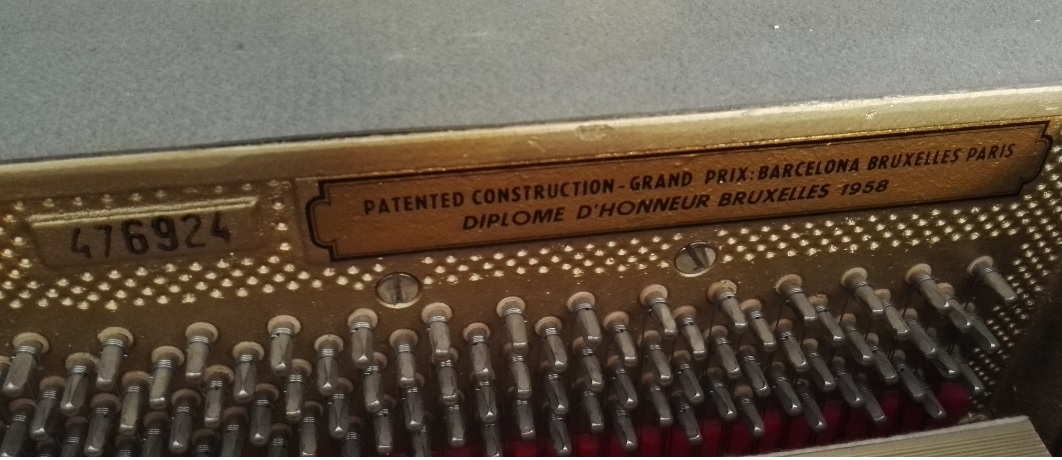 476924
PATENTED CONSTRUCTION - GRAND PRIX: BARCELONA BRUXELLES PARIS
DIPLOME D'HONNEUR BRUXELLES 1958